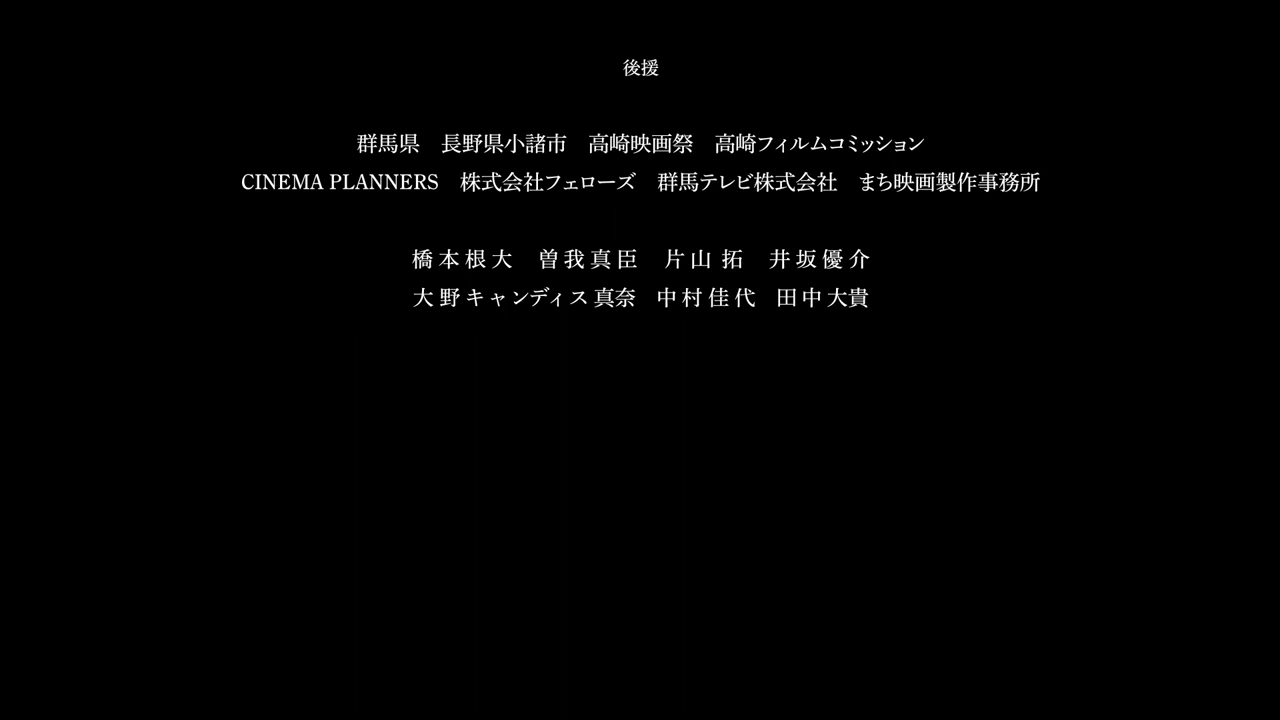 後援
群馬県　長野県小諸市　高崎映画祭　高崎フィルムコミッション
CINEMA PLANNERS　株式会社フェローズ　群馬テレビ株式会社　まち映画製作事務所
橋本根大　曽我真臣　片山 拓　井坂優介
大野キャンディス真奈　中村佳代　田中大貴